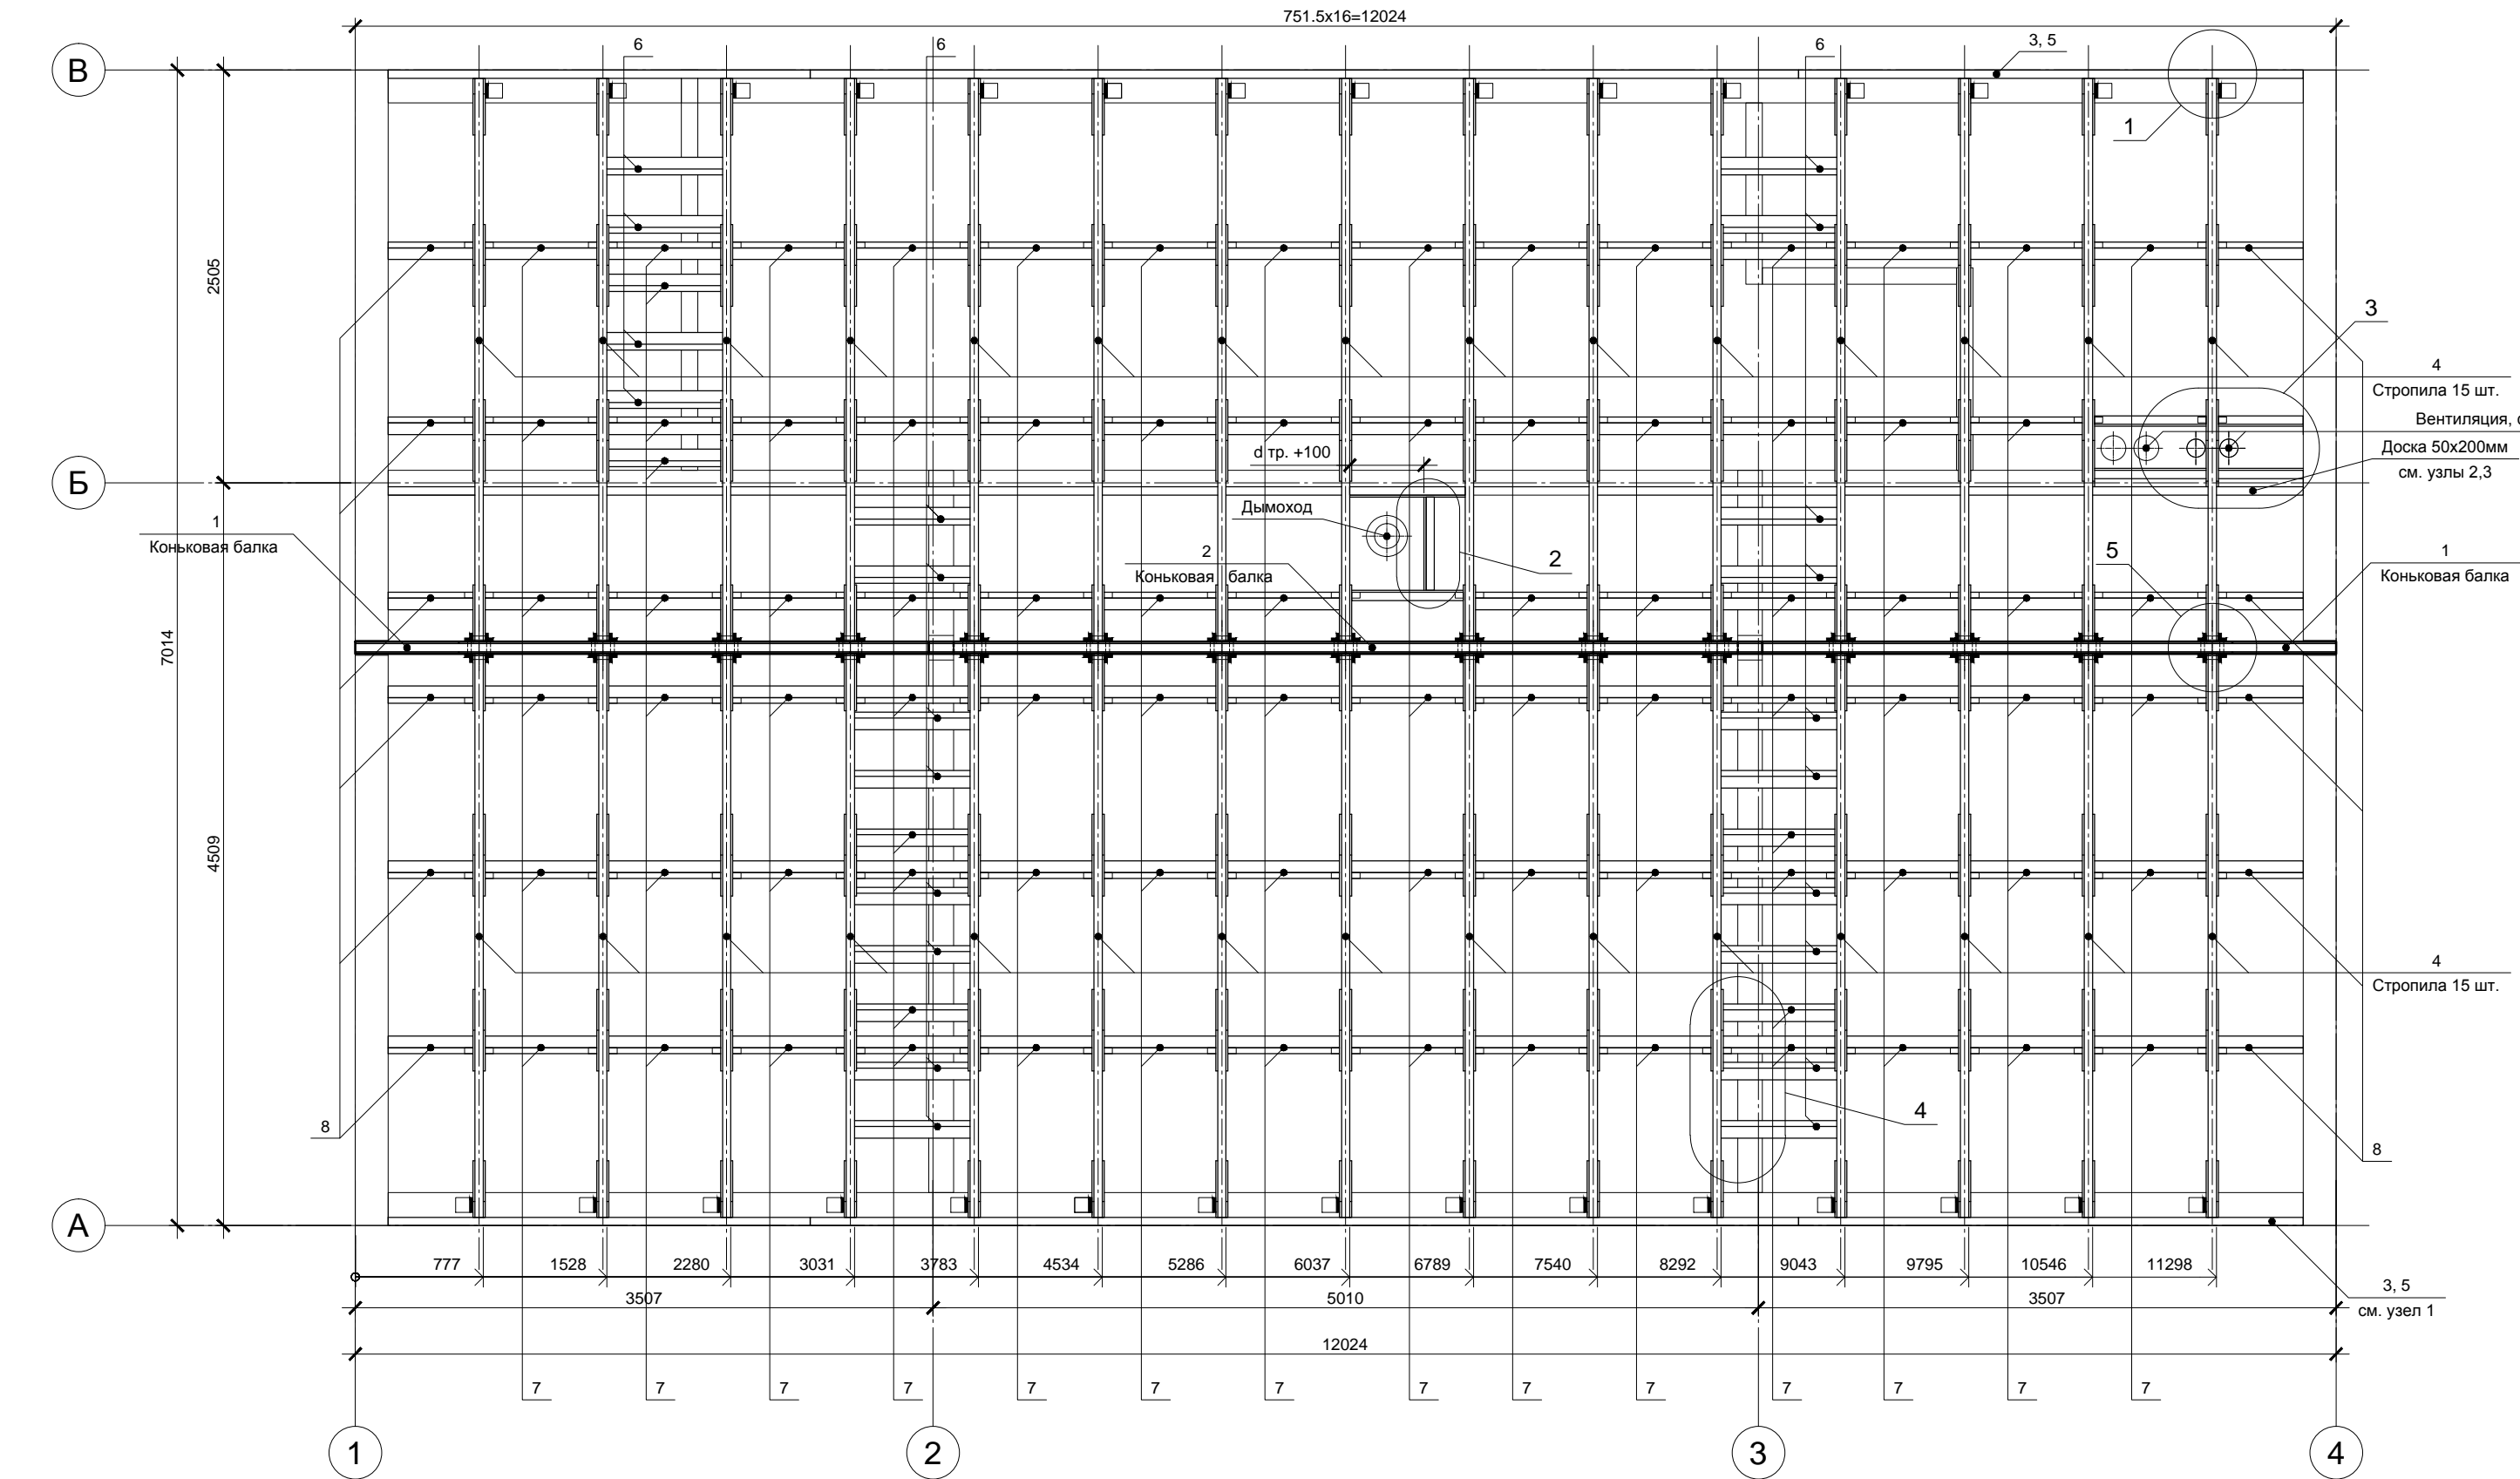 751.5х16=12024
6
6
6
3, 5
В
1
2505
3
4
Стропила 15 шт.
Вентиляция,
d тр. +100
Доска 50х200мм
см. узлы 2,3
Б
Дымоход
1
Коньковая балка
2
Коньковая балка
2
5
1
Коньковая балка
7014
4509
4
Стропила 15 шт.
4
8
8
А
777 1528 2280 3031 3783 4534 5286 6037 6789 7540 8292 9043 9795 10546 11298
3, 5
см. узел 1
3507 5010 3507
12024
7 7 7 7 7 7 7 7 7 7 7 7 7 7
1 2 3 4